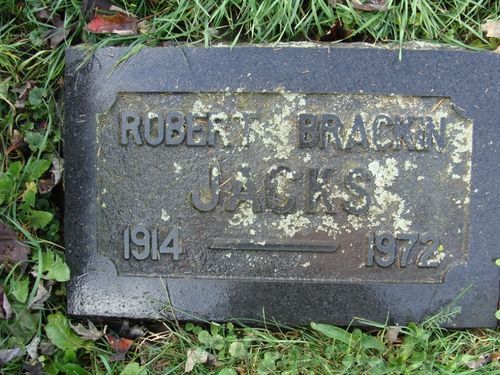 ROBERT BRACKIN
JACKS
1914 — 1972